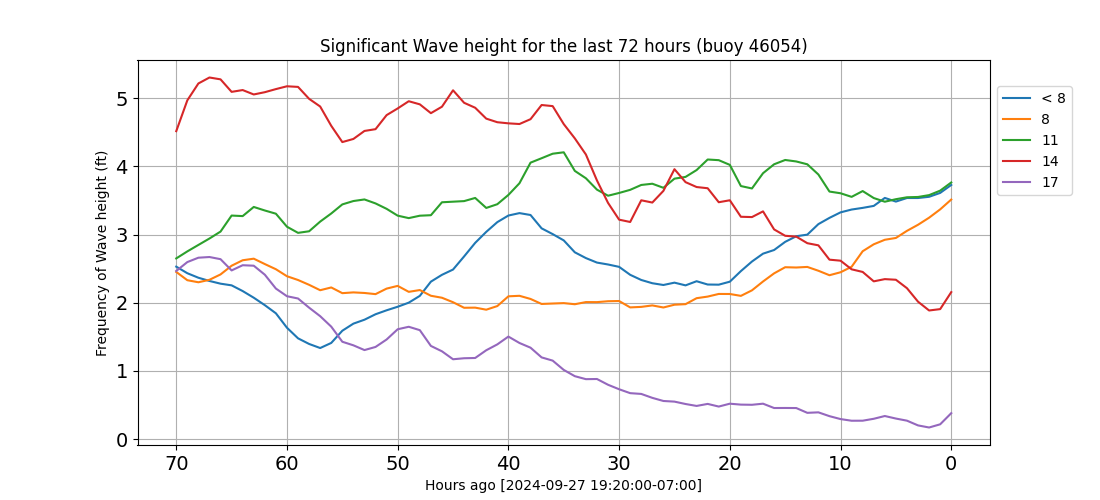 Significant Wave height for the last 72 hours (buoy 46054)
Frequency of Wave height (ft)
5
4
3
2
1
0
70 60 50 40 30 20 10 0
Hours ago [2024-09-27 19:20:00-07:00]
< 8
8
11
14
17